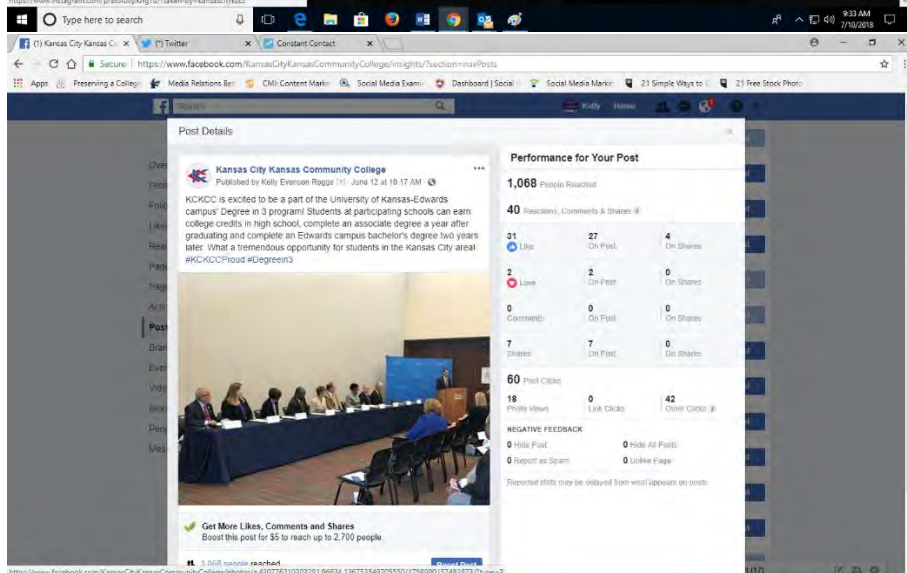 Type here to search
9:33 AM
7/10/2018
(1) Kansas City Kansas C
(*) Twitter
Constant Contact
Secure
https://www.facebook.com/KansasCityKansasCommunityCollege/insights/?section=navPosts
Apps
Preserving a Colleg
Media Relations Be
CMI: Content Marke
Social Media Exami
Dashboard | Social
Social Media Marke
21 Simple Ways to
21 Free Stock Photo
Search
Kelly Home
Post Details
Kansas City Kansas Community College
Published by Kelly Evenson Rogge · June 12 at 10:17 AM ·
KCKCC is excited to be a part of the University of Kansas-Edwards
campus' Degree in 3 program! Students at participating schools can earn
college credits in high school, complete an associate degree a year after
graduating and complete an Edwards campus bachelor's degree two years
later. What a tremendous opportunity for students in the Kansas City area!
#KCKCCProud #Degreein3
Get More Likes, Comments and Shares
Boost this post for $5 to reach up to 2,700 people.
people reached
Boost Post
Performance for Your Post
1,068 People Reached
40 Reactions, Comments & Shares
31 27 4
Like On Post On Shares
2 2 0
Love On Post On Shares
0 0 0
Comments On Post On Shares
7 7 0
Shares On Post On Shares
60 Post Clicks
18 0 42
Photo Views Link Clicks Other Clicks
NEGATIVE FEEDBACK
0 Hide Post 0 Hide All Posts
0 Report as Spam 0 Unlike Page
Reported stats may be delayed from what appears on posts
Post